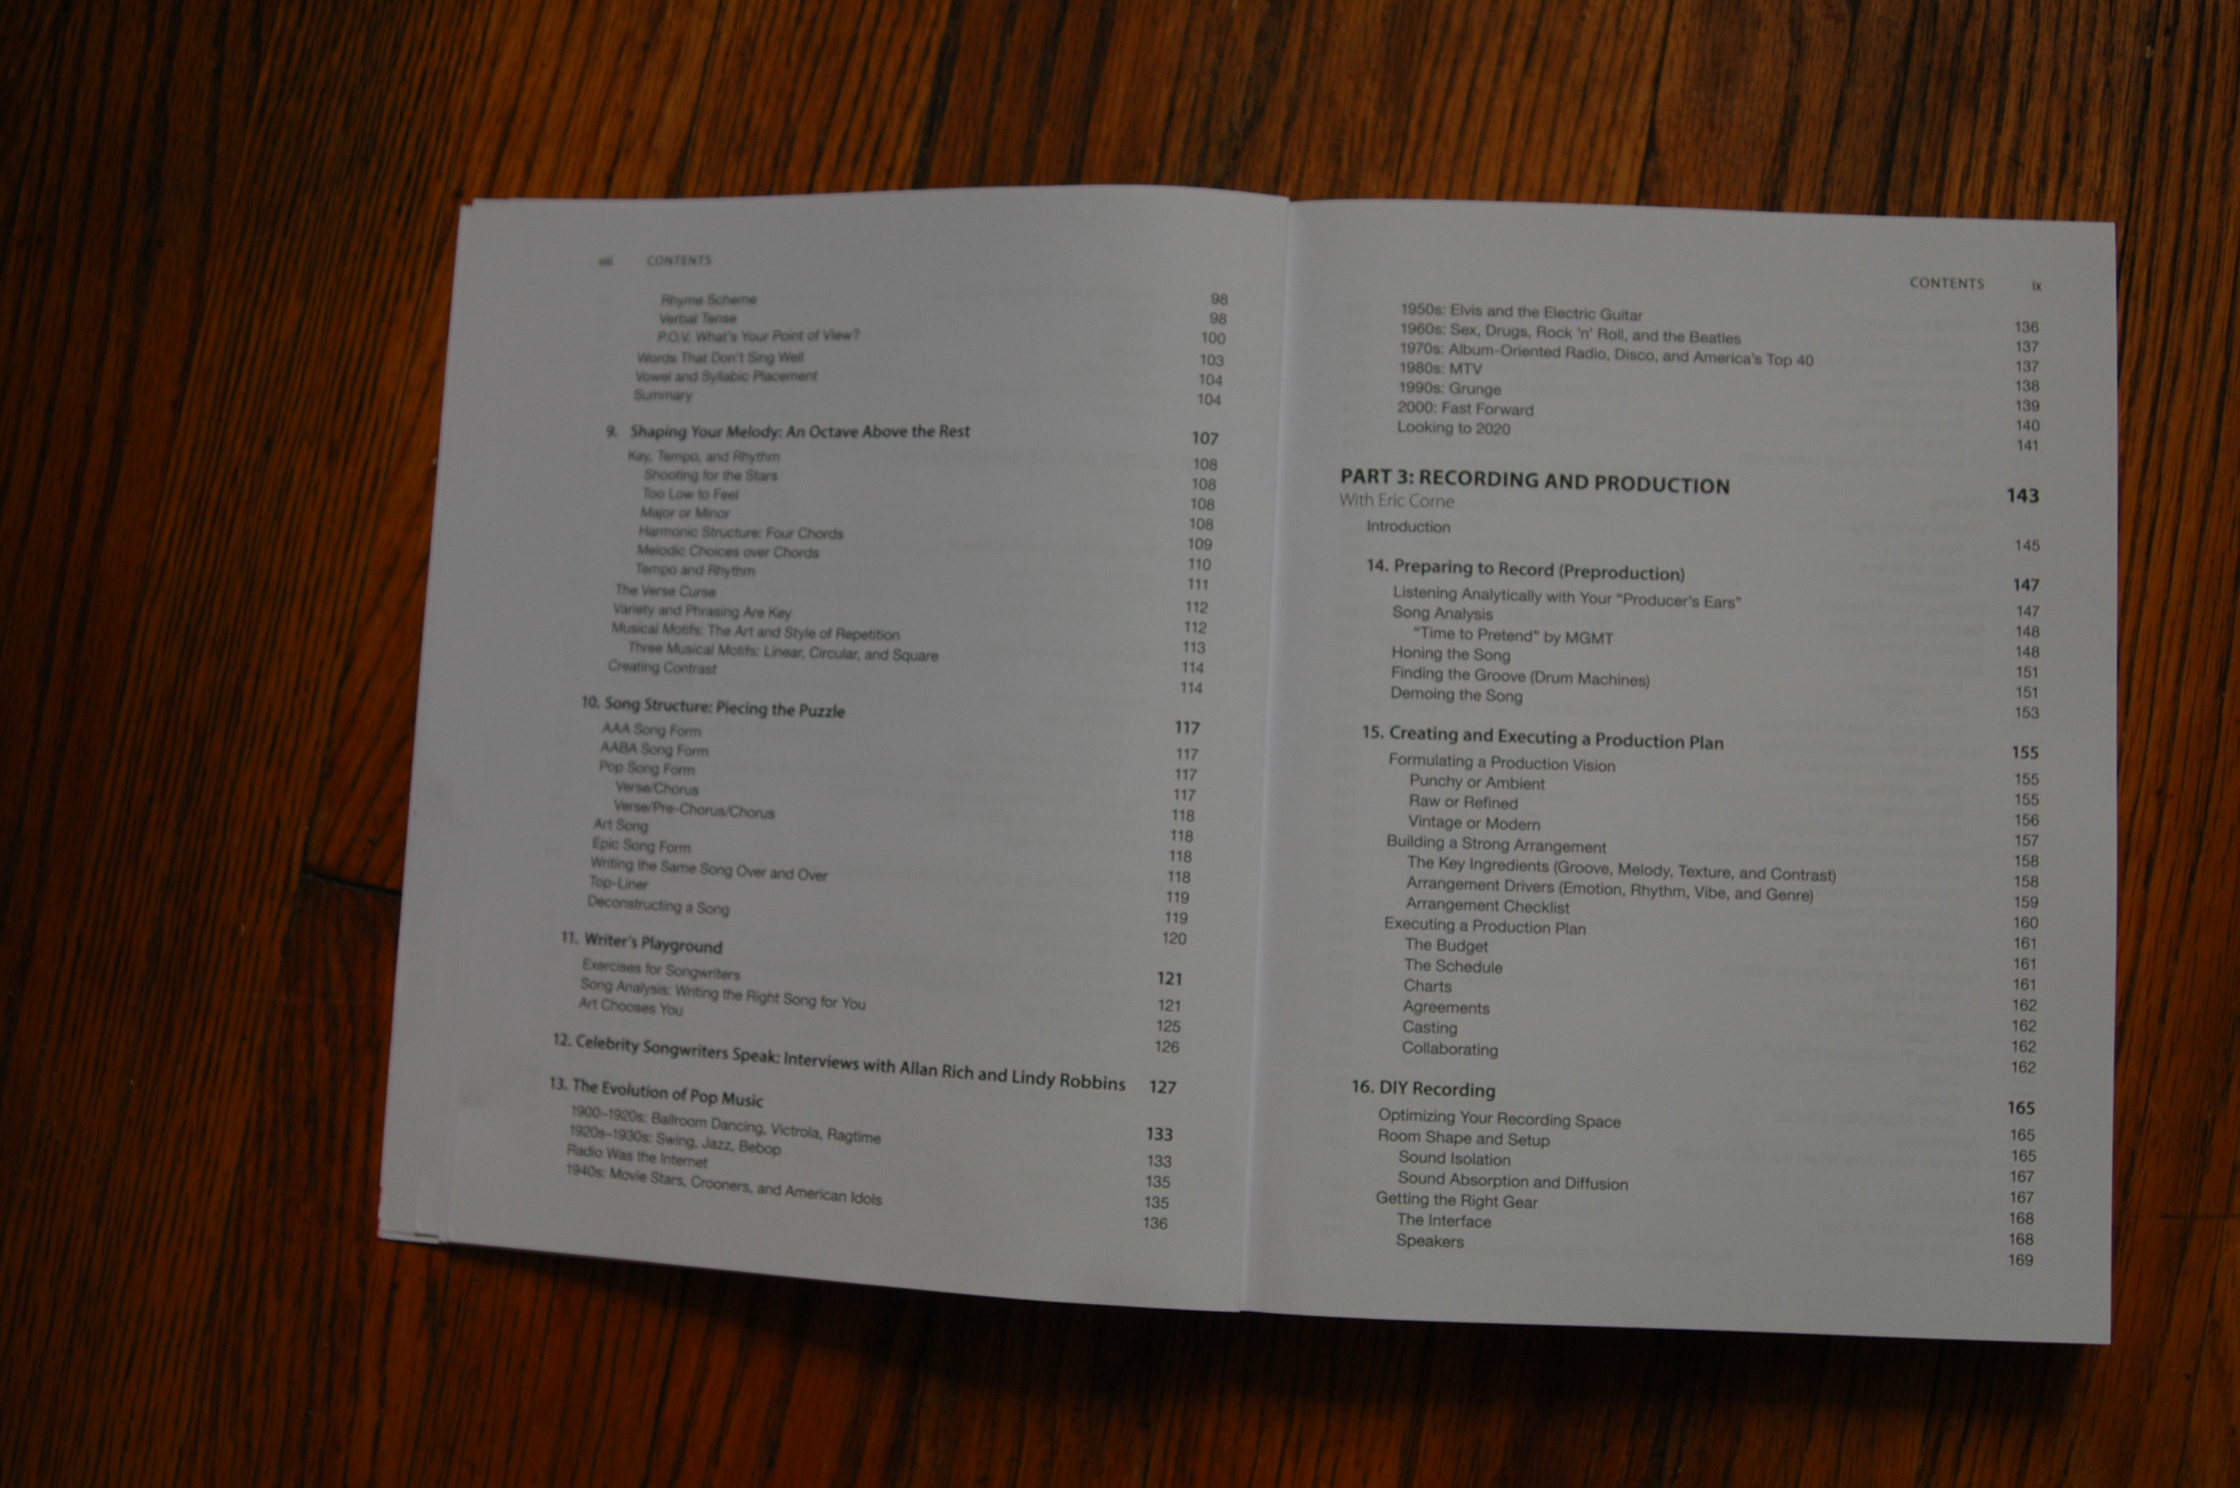 viii CONTENTS
Rhyme Scheme 98
Verbal Tense 98
P.O.V. What's Your Point of View? 100
Words That Don't Sing Well 103
Vowel and Syllabic Placement 104
Summary 104
9. Shaping Your Melody: An Octave Above the Rest 107
Key, Tempo, and Rhythm 108
Shooting for the Stars 108
Too Low to Feel 108
Major or Minor 108
Harmonic Structure: Four Chords 109
Melodic Choices over Chords 110
Tempo and Rhythm 111
The Verse Curse 112
Variety and Phrasing Are Key 112
Musical Motifs: The Art and Style of Repetition 113
Three Musical Motifs: Linear, Circular, and Square 114
Creating Contrast 114
10. Song Structure: Piecing the Puzzle 117
AAA Song Form 117
AABA Song Form 117
Pop Song Form 117
Verse/Chorus 118
Verse/Pre-Chorus/Chorus 118
Art Song 118
Epic Song Form 118
Writing the Same Song Over and Over 119
Top-Liner 119
Deconstructing a Song 120
11. Writer's Playground 121
Exercises for Songwriters 121
Song Analysis: Writing the Right Song for You 125
Art Chooses You 126
12. Celebrity Songwriters Speak: Interviews with Allan Rich and Lindy Robbins 127
13. The Evolution of Pop Music 133
1900–1920s: Ballroom Dancing, Victrola, Ragtime 133
1920s–1930s: Swing, Jazz, Bebop 135
Radio Was the Internet 135
1940s: Movie Stars, Crooners, and American Idols 136
CONTENTS ix
1950s: Elvis and the Electric Guitar 136
1960s: Sex, Drugs, Rock 'n' Roll, and the Beatles 137
1970s: Album-Oriented Radio, Disco, and America's Top 40 137
1980s: MTV 138
1990s: Grunge 139
2000: Fast Forward 140
Looking to 2020 141
PART 3: RECORDING AND PRODUCTION 143
With Eric Corne
Introduction 145
14. Preparing to Record (Preproduction) 147
Listening Analytically with Your "Producer's Ears" 147
Song Analysis 148
"Time to Pretend" by MGMT 148
Honing the Song 151
Finding the Groove (Drum Machines) 151
Demoing the Song 153
15. Creating and Executing a Production Plan 155
Formulating a Production Vision 155
Punchy or Ambient 155
Raw or Refined 156
Vintage or Modern 157
Building a Strong Arrangement 158
The Key Ingredients (Groove, Melody, Texture, and Contrast) 158
Arrangement Drivers (Emotion, Rhythm, Vibe, and Genre) 159
Arrangement Checklist 160
Executing a Production Plan 161
The Budget 161
The Schedule 161
Charts 162
Agreements 162
Casting 162
Collaborating 162
16. DIY Recording 165
Optimizing Your Recording Space 165
Room Shape and Setup 165
Sound Isolation 167
Sound Absorption and Diffusion 167
Getting the Right Gear 168
The Interface 168
Speakers 169